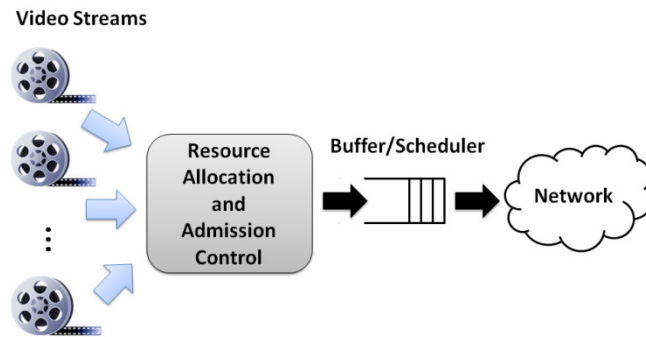 Video Streams
Resource
Allocation
and
Admission
Control
Buffer/Scheduler
Network